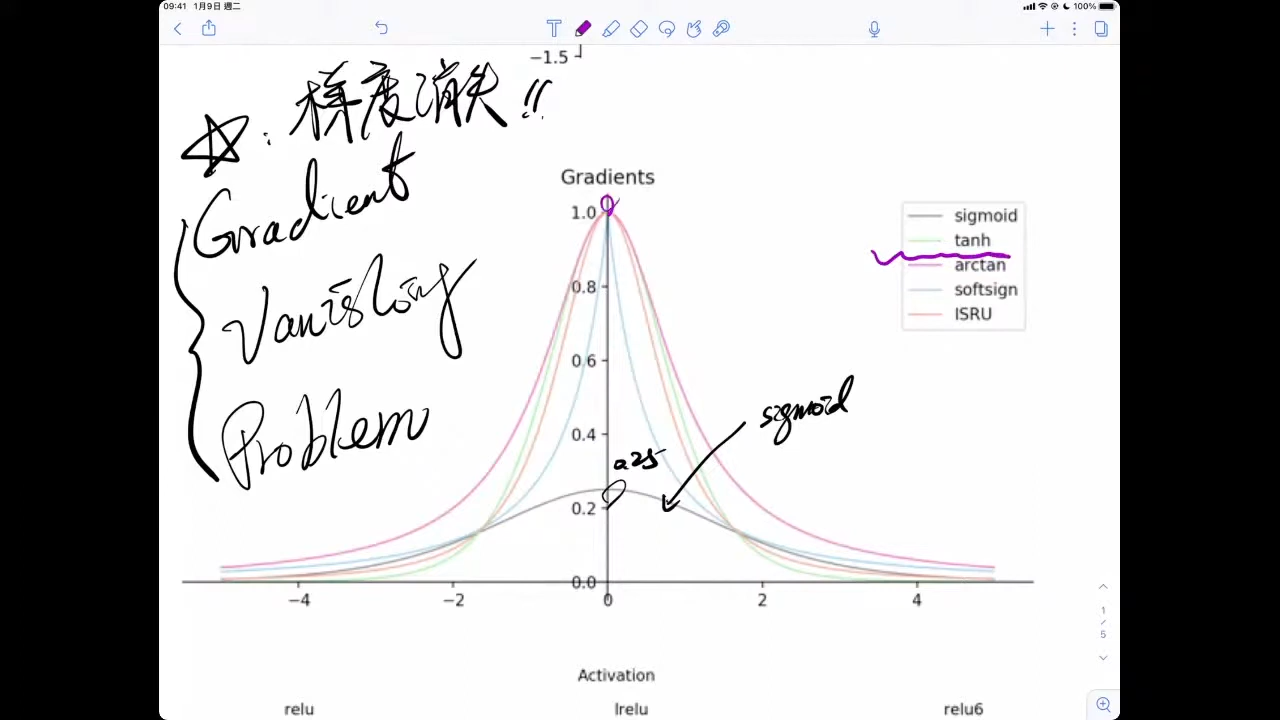 09:41 1月9日 週二
100%
−1.5
☆: 梯度消失!!
Gradient
Vanishing
Problem
Gradients
1.0
0.8
0.6
0.4
0.2
0.0
−4 −2 0 2 4
sigmoid
tanh
arctan
softsign
ISRU
sigmoid
0.25
Activation
relu lrelu relu6
1
/
5